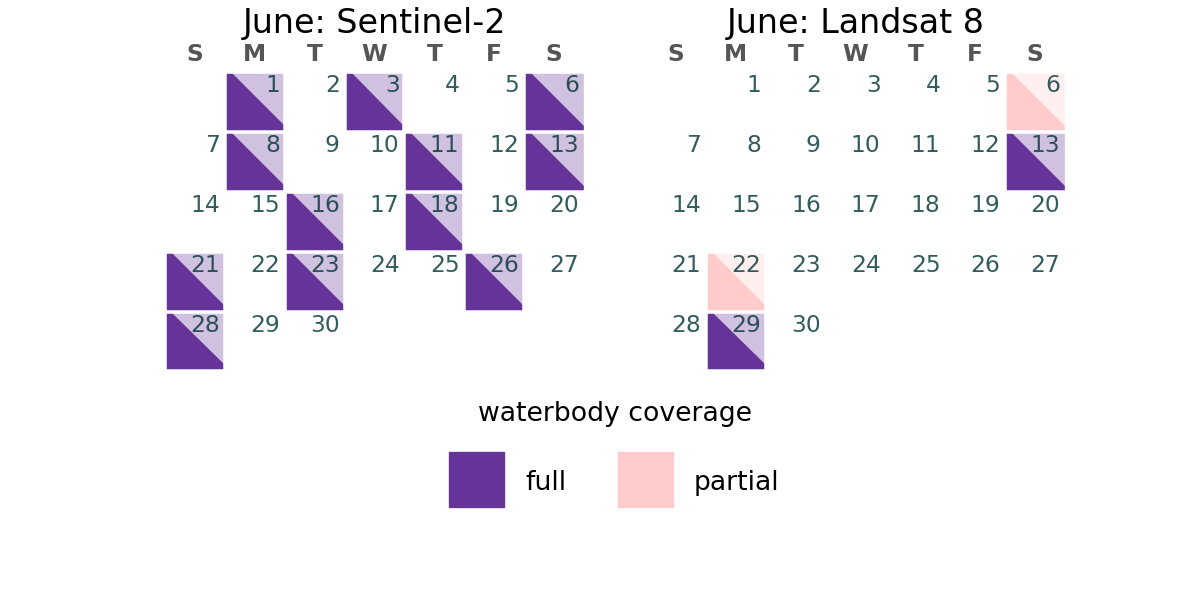 June: Sentinel-2
S M T W T F S
1 2 3 4 5 6
7 8 9 10 11 12 13
14 15 16 17 18 19 20
21 22 23 24 25 26 27
28 29 30
June: Landsat 8
S M T W T F S
1 2 3 4 5 6
7 8 9 10 11 12 13
14 15 16 17 18 19 20
21 22 23 24 25 26 27
28 29 30
waterbody coverage
full
partial